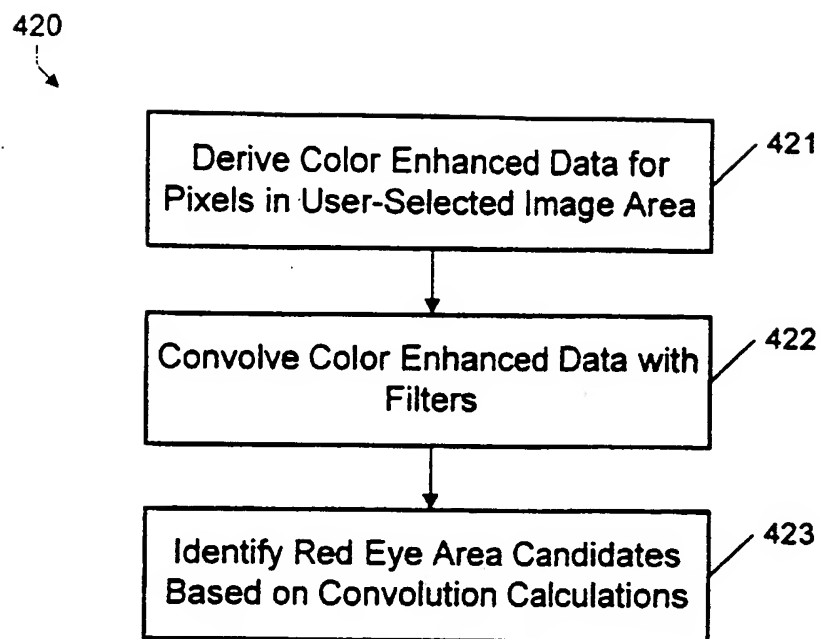 420
Derive Color Enhanced Data for
Pixels in User-Selected Image Area
421
Convolve Color Enhanced Data with
Filters
422
Identify Red Eye Area Candidates
Based on Convolution Calculations
423